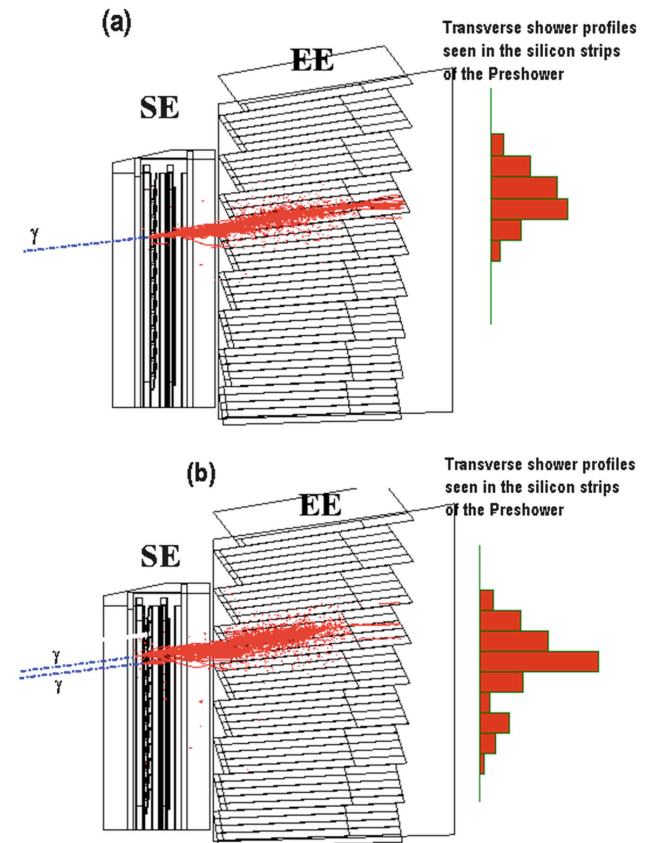 (a)
Transverse shower profiles
seen in the silicon strips
of the Preshower
EE
SE
γ
(b)
Transverse shower profiles
seen in the silicon strips
of the Preshower
EE
SE
γ
γ